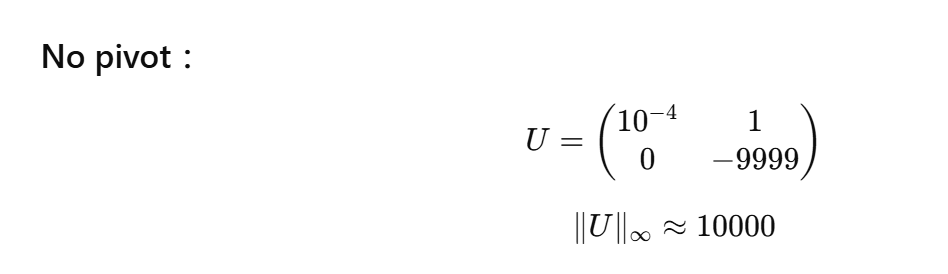 No pivot :
U = \begin{pmatrix} 10^{-4} & 1 \\ 0 & -9999 \end{pmatrix}
\|U\|_\infty \approx 10000